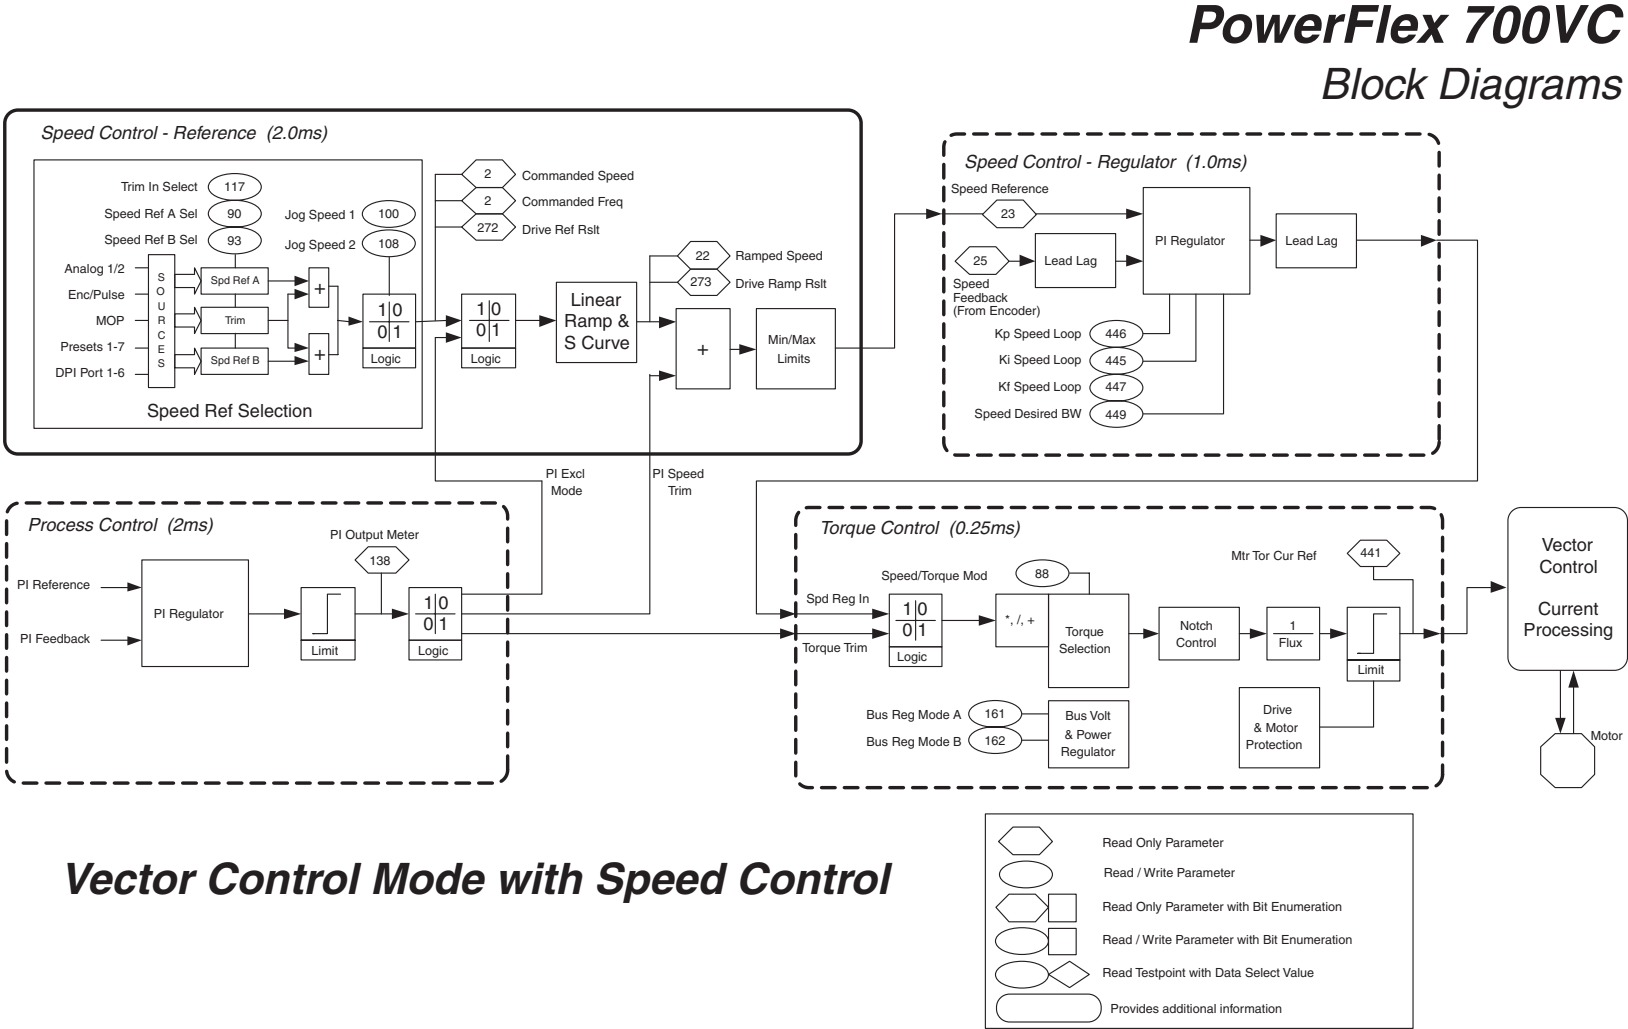 PowerFlex 700VC
Block Diagrams
Speed Control - Reference (2.0ms)
Trim In Select
117
Speed Ref A Sel
90
Speed Ref B Sel
93
Jog Speed 1
100
Jog Speed 2
108
Analog 1/2
Enc/Pulse
MOP
Presets 1-7
DPI Port 1-6
SOURCES
Spd Ref A
Trim
Spd Ref B
+
+
1 0
0 1
Logic
Speed Ref Selection
2
Commanded Speed
2
Commanded Freq
272
Drive Ref Rslt
1 0
0 1
Logic
Linear
Ramp &
S Curve
22
Ramped Speed
273
Drive Ramp Rslt
+
Min/Max
Limits
Speed Control - Regulator (1.0ms)
Speed Reference
23
25
Speed
Feedback
(From Encoder)
Lead Lag
PI Regulator
Lead Lag
Kp Speed Loop
446
Ki Speed Loop
445
Kf Speed Loop
447
Speed Desired BW
449
PI Excl
Mode
PI Speed
Trim
Process Control (2ms)
PI Output Meter
138
PI Reference
PI Feedback
PI Regulator
Limit
1 0
0 1
Logic
Torque Control (0.25ms)
Speed/Torque Mod
88
Spd Reg In
Torque Trim
1 0
0 1
Logic
*, /, +
Torque
Selection
Notch
Control
1
Flux
Mtr Tor Cur Ref
441
Limit
Bus Reg Mode A
161
Bus Reg Mode B
162
Bus Volt
& Power
Regulator
Drive
& Motor
Protection
Vector
Control
Current
Processing
Motor
Vector Control Mode with Speed Control
Read Only Parameter
Read / Write Parameter
Read Only Parameter with Bit Enumeration
Read / Write Parameter with Bit Enumeration
Read Testpoint with Data Select Value
Provides additional information